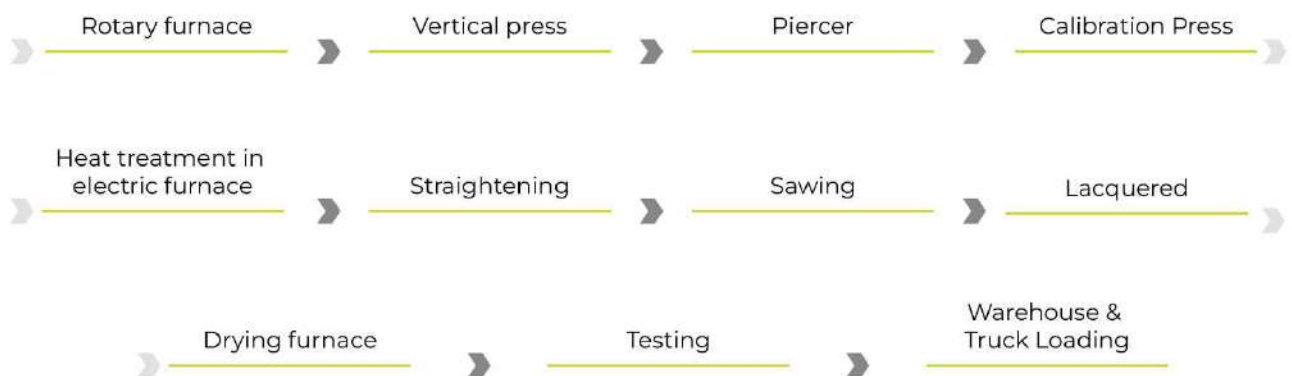 Rotary furnace
Vertical press
Piercer
Calibration Press
Heat treatment in
electric furnace
Straightening
Sawing
Lacquered
Drying furnace
Testing
Warehouse &
Truck Loading